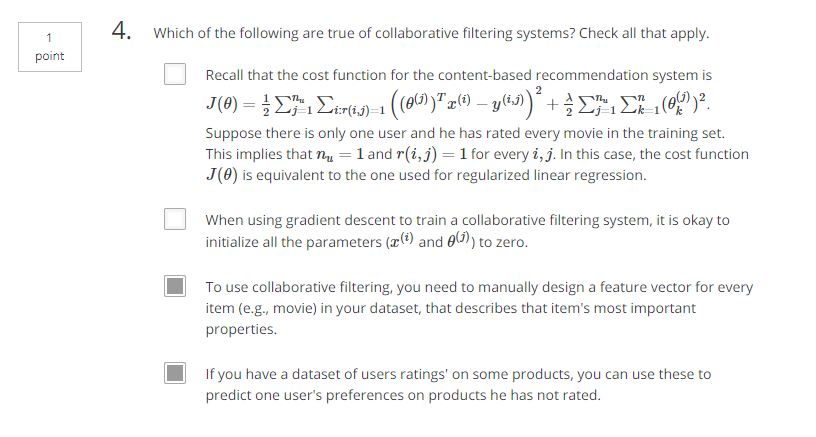 1
point
4. Which of the following are true of collaborative filtering systems? Check all that apply.
Recall that the cost function for the content-based recommendation system is
J(θ) = \frac{1}{2} \sum_{j=1}^{n_u} \sum_{i:r(i,j)=1} ((θ^{(j)})^T x^{(i)} − y^{(i,j)})^2 + \frac{λ}{2} \sum_{j=1}^{n_u} \sum_{k=1}^{n} (θ_k^{(j)})^2.
Suppose there is only one user and he has rated every movie in the training set.
This implies that n_u = 1 and r(i, j) = 1 for every i, j. In this case, the cost function
J(θ) is equivalent to the one used for regularized linear regression.
When using gradient descent to train a collaborative filtering system, it is okay to
initialize all the parameters (x^{(i)} and θ^{(j)}) to zero.
To use collaborative filtering, you need to manually design a feature vector for every
item (e.g., movie) in your dataset, that describes that item's most important
properties.
If you have a dataset of users ratings' on some products, you can use these to
predict one user's preferences on products he has not rated.